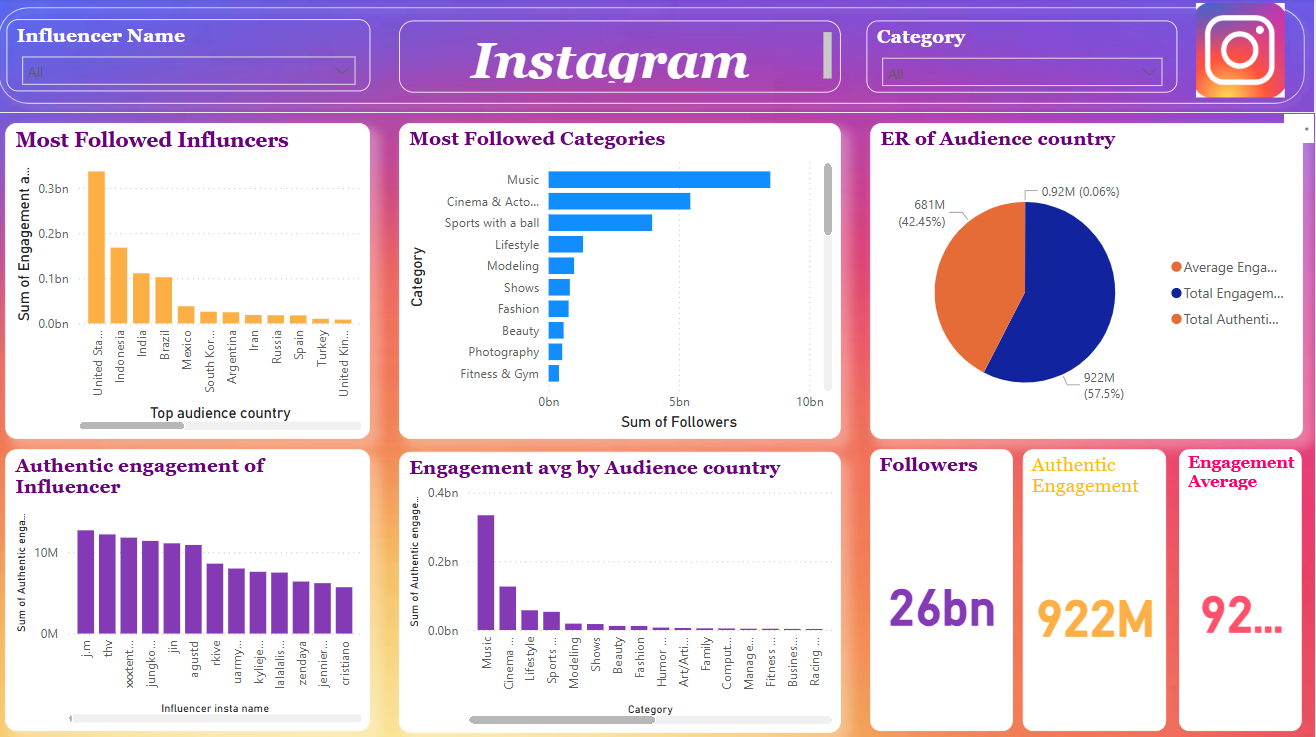 Influencer Name
All
Instagram
Category
All
Most Followed Influncers
Sum of Engagement a...
0.3bn
0.2bn
0.1bn
0.0bn
United Sta...
Indonesia
India
Brazil
Mexico
South Kor...
Argentina
Iran
Russia
Spain
Turkey
United Kin...
Top audience country
Most Followed Categories
Category
Music
Cinema & Acto...
Sports with a ball
Lifestyle
Modeling
Shows
Fashion
Beauty
Photography
Fitness & Gym
0bn 5bn 10bn
Sum of Followers
ER of Audience country
0.92M (0.06%)
681M
(42.45%)
922M
(57.5%)
Average Enga...
Total Engagem...
Total Authenti...
Authentic engagement of
Influencer
Sum of Authentic enga...
10M
0M
j.m
thv
xxxtent...
jungko...
jin
agustd
rkive
uarmy...
kylieje...
lalalalis...
zendaya
jennier...
cristiano
Influencer insta name
Engagement avg by Audience country
Sum of Authentic engage...
0.4bn
0.2bn
0.0bn
Music
Cinema ...
Lifestyle
Sports ...
Modeling
Shows
Beauty
Fashion
Humor ...
Art/Arti...
Family
Comput...
Manage...
Fitness ...
Busines...
Racing ...
Category
Followers
26bn
Authentic
Engagement
922M
Engagement
Average
92...